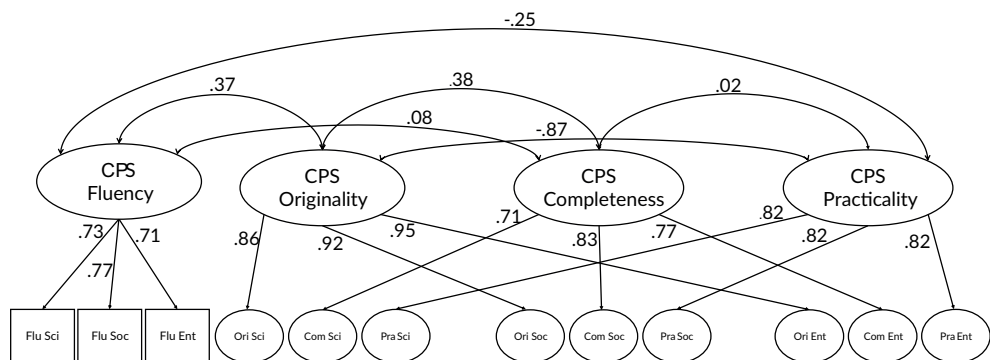 -.25
.37
.38
.02
.08
-.87
CPS
Fluency
CPS
Originality
CPS
Completeness
CPS
Practicality
.73
.77
.71
.86
.92
.95
.71
.83
.77
.82
.82
.82
Flu Sci
Flu Soc
Flu Ent
Ori Sci
Com Sci
Pra Sci
Ori Soc
Com Soc
Pra Soc
Ori Ent
Com Ent
Pra Ent